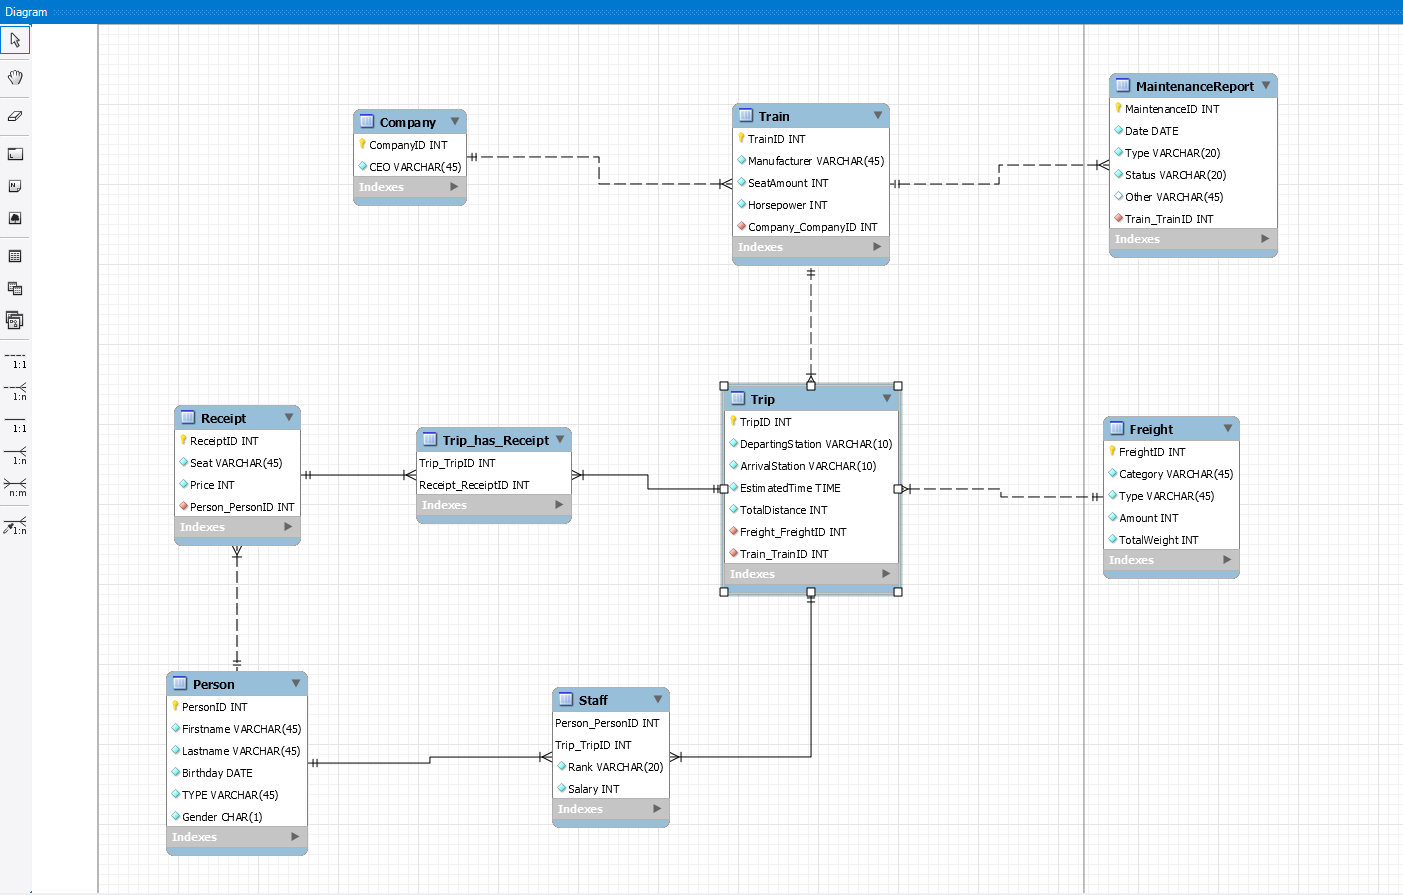 Diagram
Company
CompanyID INT
CEO VARCHAR(45)
Indexes
Train
TrainID INT
Manufacturer VARCHAR(45)
SeatAmount INT
Horsepower INT
Company_CompanyID INT
Indexes
MaintenanceReport
MaintenanceID INT
Date DATE
Type VARCHAR(20)
Status VARCHAR(20)
Other VARCHAR(45)
Train_TrainID INT
Indexes
1:1
1:n
1:1
1:n
n:m
1:n
Receipt
ReceiptID INT
Seat VARCHAR(45)
Price INT
Person_PersonID INT
Indexes
Trip_has_Receipt
Trip_TripID INT
Receipt_ReceiptID INT
Indexes
Trip
TripID INT
DepartingStation VARCHAR(10)
ArrivalStation VARCHAR(10)
EstimatedTime TIME
TotalDistance INT
Freight_FreightID INT
Train_TrainID INT
Indexes
Freight
FreightID INT
Category VARCHAR(45)
Type VARCHAR(45)
Amount INT
TotalWeight INT
Indexes
Person
PersonID INT
Firstname VARCHAR(45)
Lastname VARCHAR(45)
Birthday DATE
TYPE VARCHAR(45)
Gender CHAR(1)
Indexes
Staff
Person_PersonID INT
Trip_TripID INT
Rank VARCHAR(20)
Salary INT
Indexes